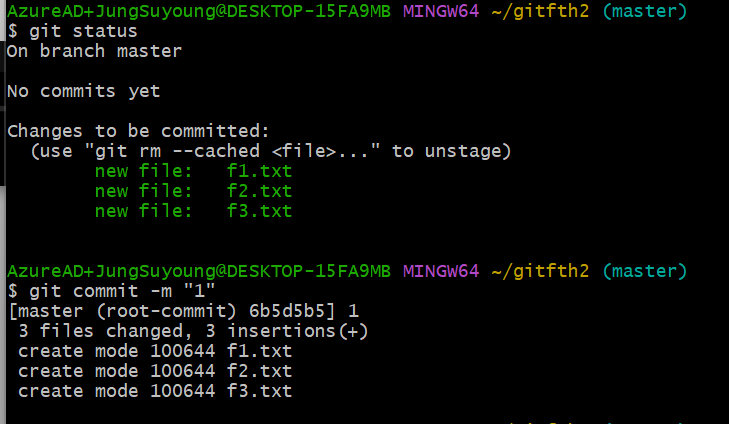 AzureAD+JungSuyoung@DESKTOP-15FA9MB MINGW64 ~/gitfth2 (master)
$ git status
On branch master

No commits yet

Changes to be committed:
  (use "git rm --cached <file>..." to unstage)
        new file:   f1.txt
        new file:   f2.txt
        new file:   f3.txt

AzureAD+JungSuyoung@DESKTOP-15FA9MB MINGW64 ~/gitfth2 (master)
$ git commit -m "1"
[master (root-commit) 6b5d5b5] 1
 3 files changed, 3 insertions(+)
 create mode 100644 f1.txt
 create mode 100644 f2.txt
 create mode 100644 f3.txt